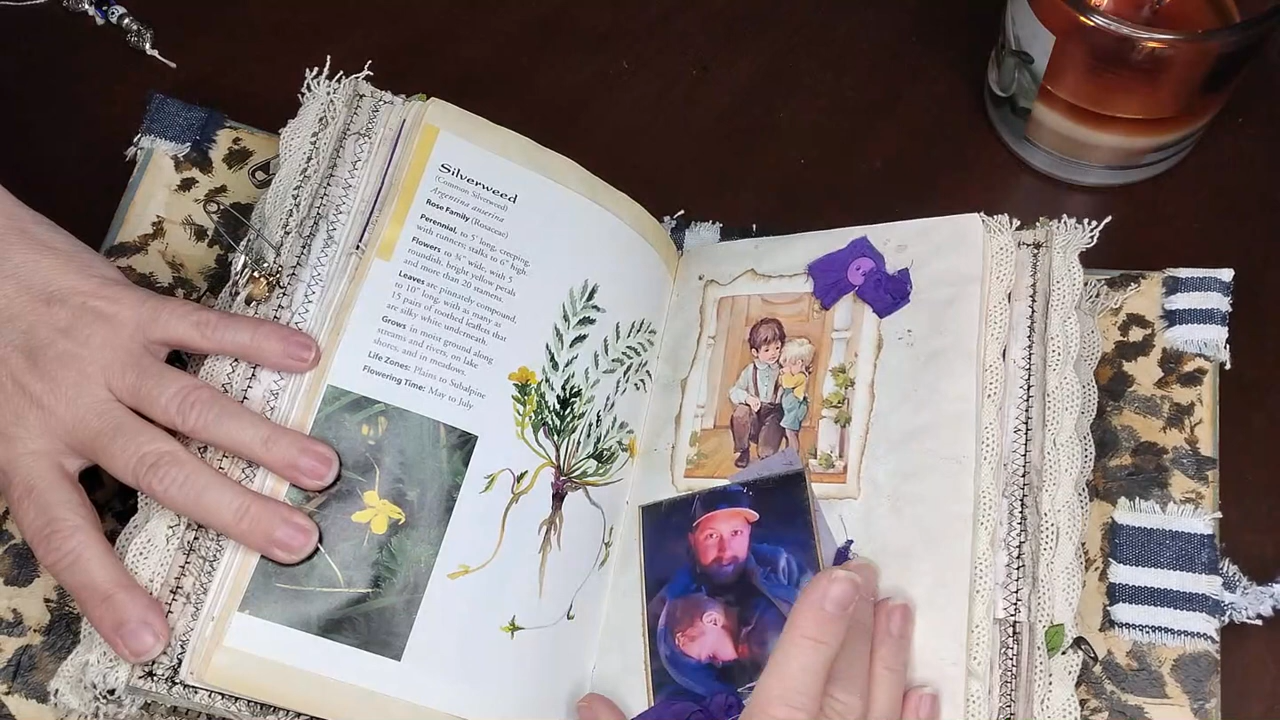 Silverweed
(Common Silverweed)
Argentina anserina
Rose Family (Rosaceae)
Perennial, to 5' long, creeping,
with runners; stalks to 6" high.
Flowers to ¾" wide, with 5
roundish, bright yellow petals
and more than 20 stamens.
Leaves are pinnately compound,
to 10" long, with as many as
15 pairs of toothed leaflets that
are silky white underneath.
Grows in moist ground along
streams and rivers, on lake
shores, and in meadows.
Life Zones: Plains to Subalpine
Flowering Time: May to July